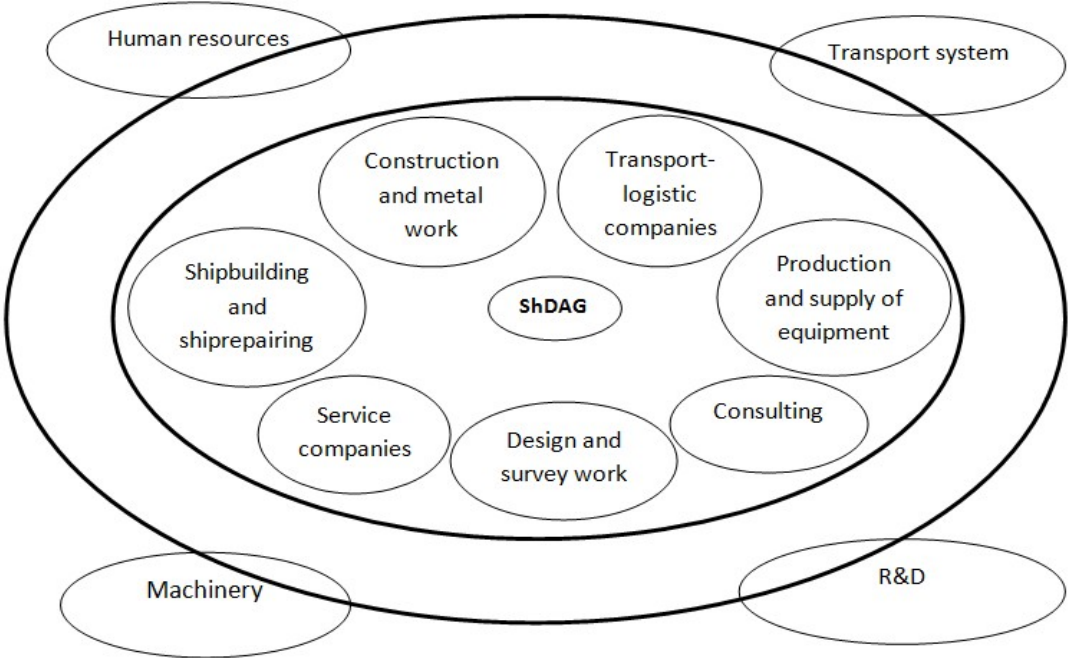 Human resources
Transport system
Construction
and metal
work
Transport-
logistic
companies
Shipbuilding
and
shiprepairing
ShDAG
Production
and supply of
equipment
Service
companies
Design and
survey work
Consulting
Machinery
R&D